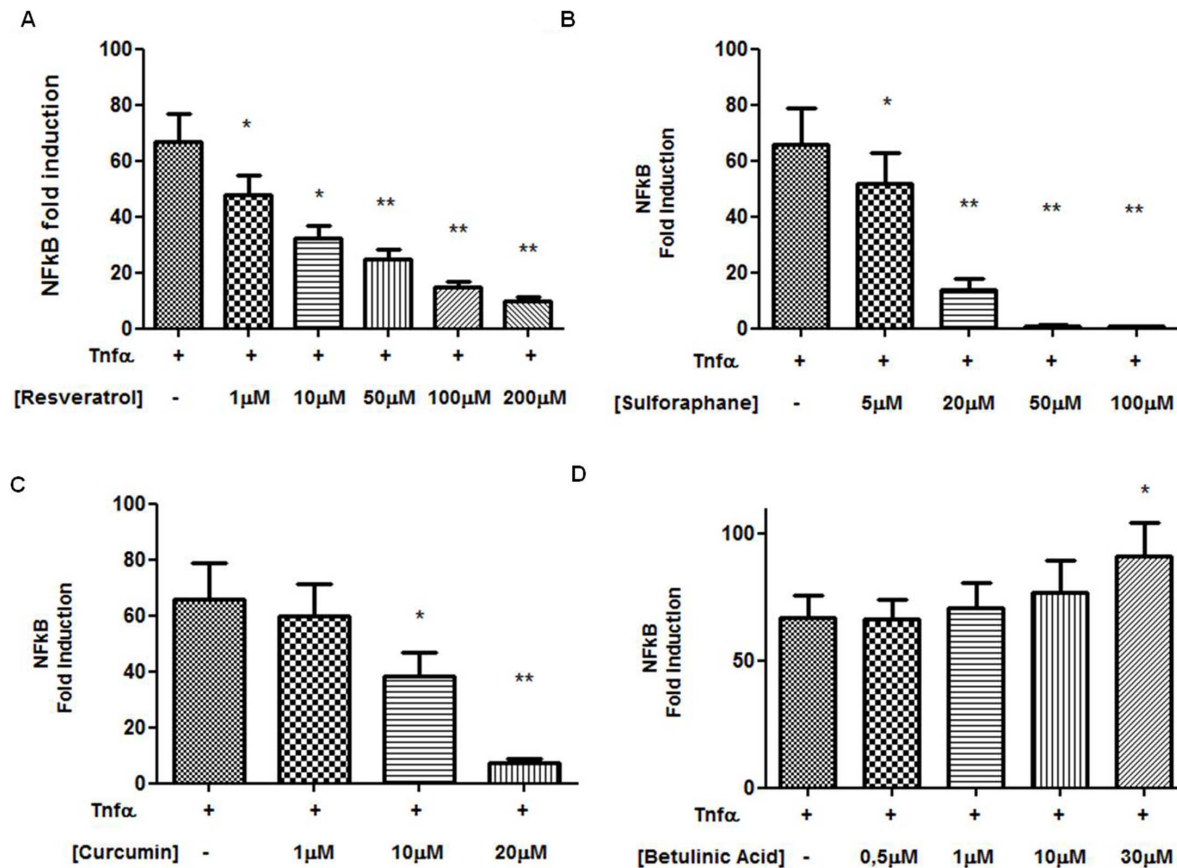 A
NFkB fold induction
100
80
60
40
20
0
*
*
**
**
**
Tnfα + + + + + +
[Resveratrol] - 1μM 10μM 50μM 100μM 200μM
B
NFkB
Fold Induction
100
80
60
40
20
0
*
**
**
**
Tnfα + + + + +
[Sulforaphane] - 5μM 20μM 50μM 100μM
C
NFkB
Fold Induction
100
80
60
40
20
0
*
**
Tnfα + + + +
[Curcumin] - 1μM 10μM 20μM
D
NFkB
Fold Induction
100
50
0
*
Tnfα + + + + +
[Betulinic Acid] - 0,5μM 1μM 10μM 30μM